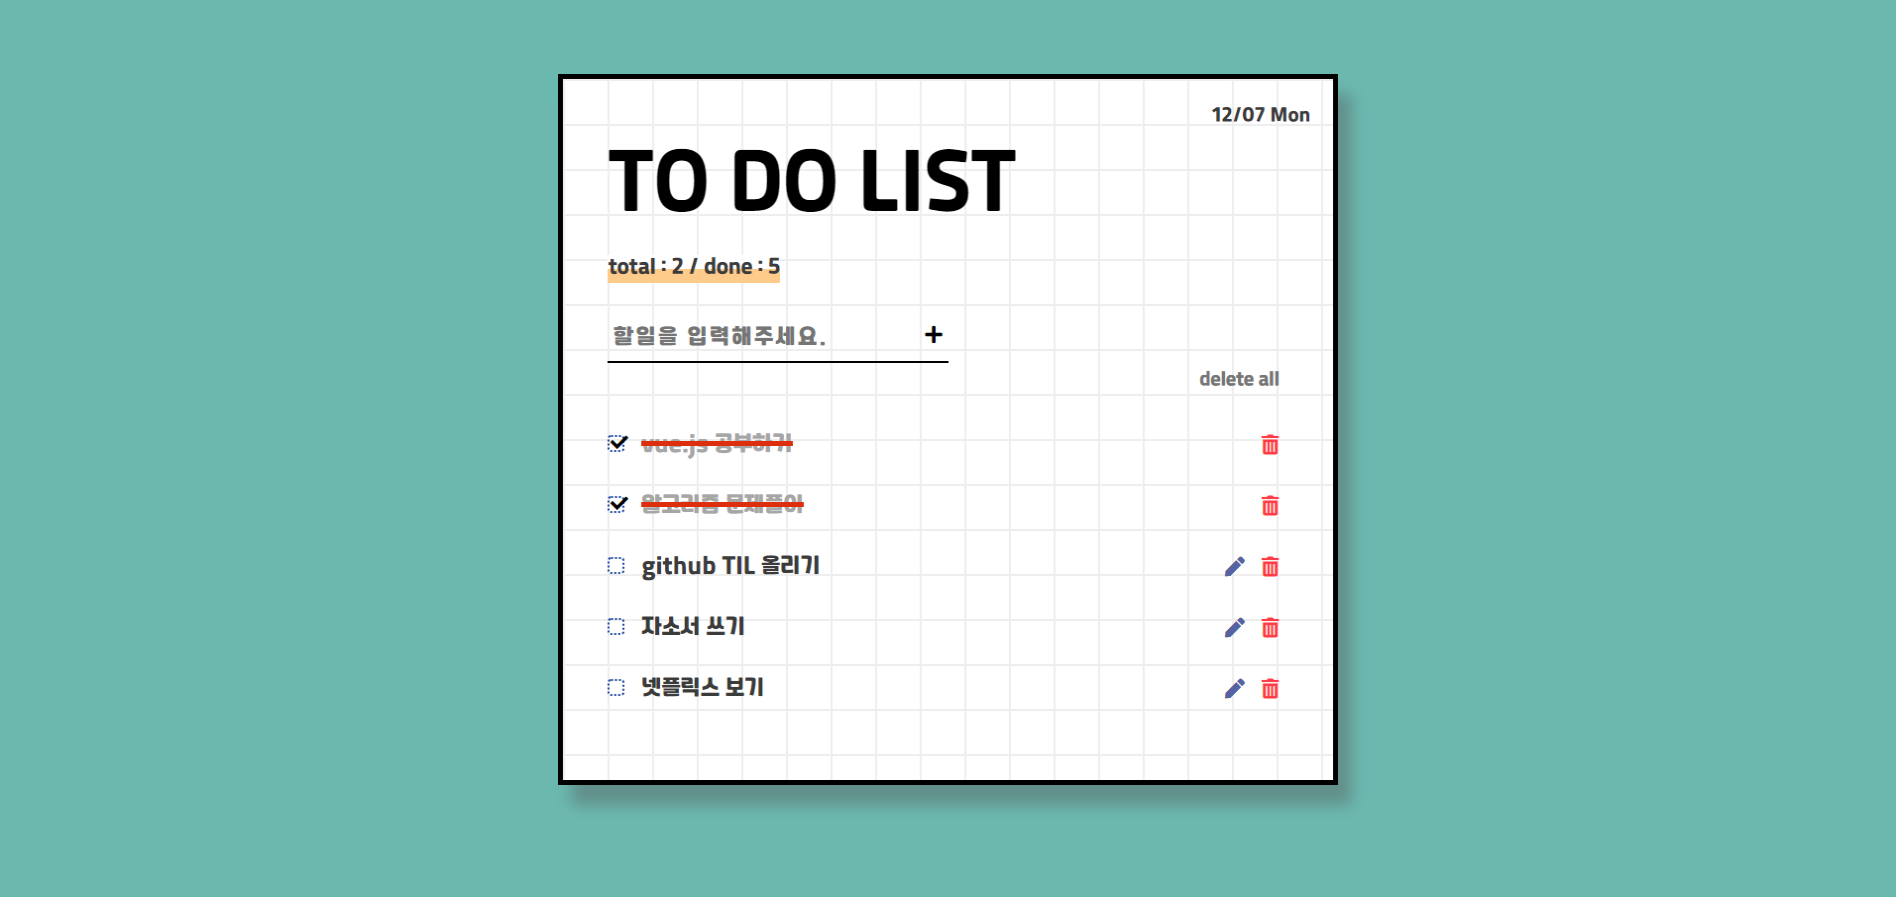 12/07 Mon
TO DO LIST
total : 2 / done : 5
할일을 입력해주세요.
delete all
vue.js 공부하기
알고리즘 문제풀이
github TIL 올리기
자소서 쓰기
넷플릭스 보기